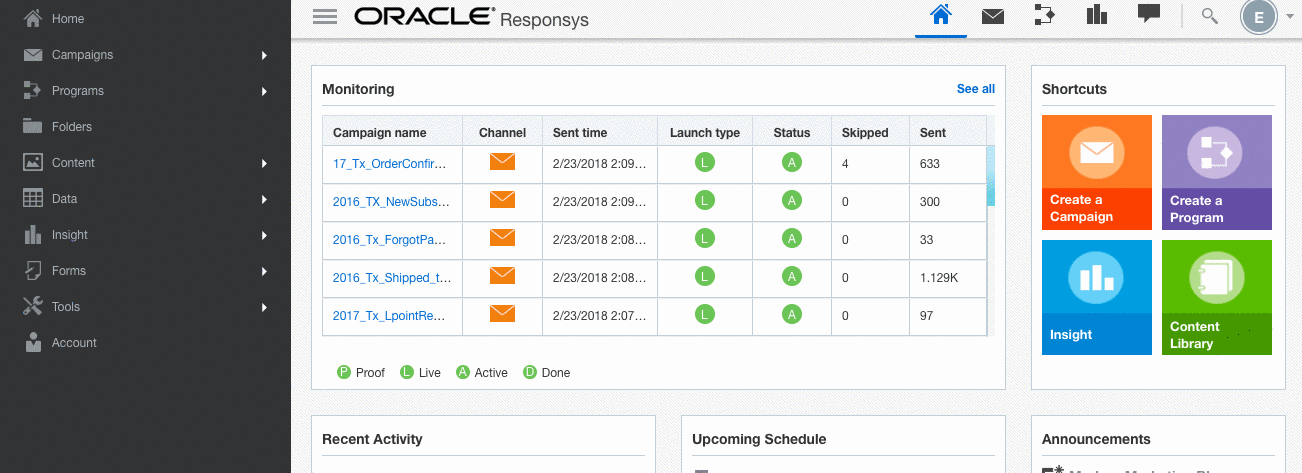 Home
Campaigns
Programs
Folders
Content
Data
Insight
Forms
Tools
Account
ORACLE® Responsys
E
Monitoring See all
Campaign name Channel Sent time Launch type Status Skipped Sent
17_Tx_OrderConfir... 2/23/2018 2:09... L A 4 633
2016_TX_NewSubs... 2/23/2018 2:09... L A 0 300
2016_Tx_ForgotPa... 2/23/2018 2:08... L A 0 33
2016_Tx_Shipped_t... 2/23/2018 2:08... L A 0 1.129K
2017_Tx_LpointRe... 2/23/2018 2:07... L A 0 97
P Proof L Live A Active D Done
Shortcuts
Create a
Campaign
Create a
Program
Insight
Content
Library
Recent Activity
Upcoming Schedule
Announcements